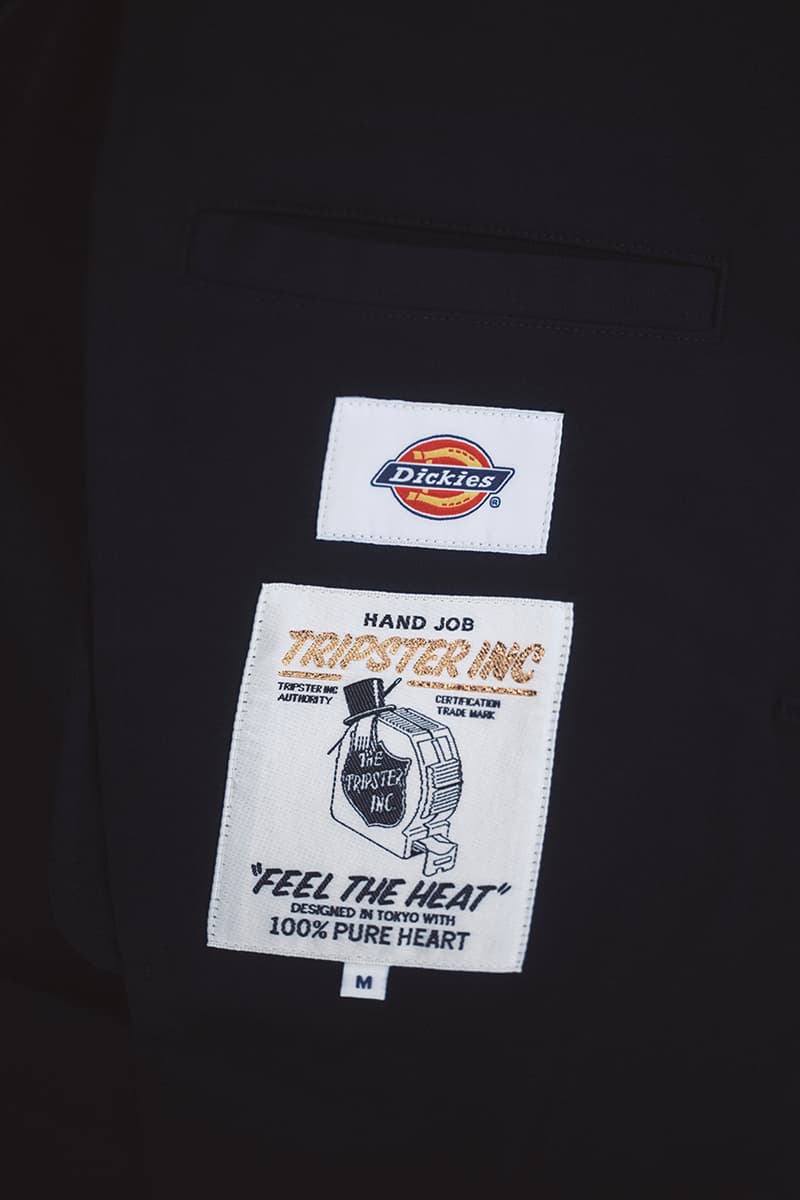 Dickies®
HAND JOB
TRIPSTER INC
TRIPSTER INC
AUTHORITY
CERTIFICATION
TRADE MARK
THE
TRIPSTER
INC.
"FEEL THE HEAT"
DESIGNED IN TOKYO WITH
100% PURE HEART
M